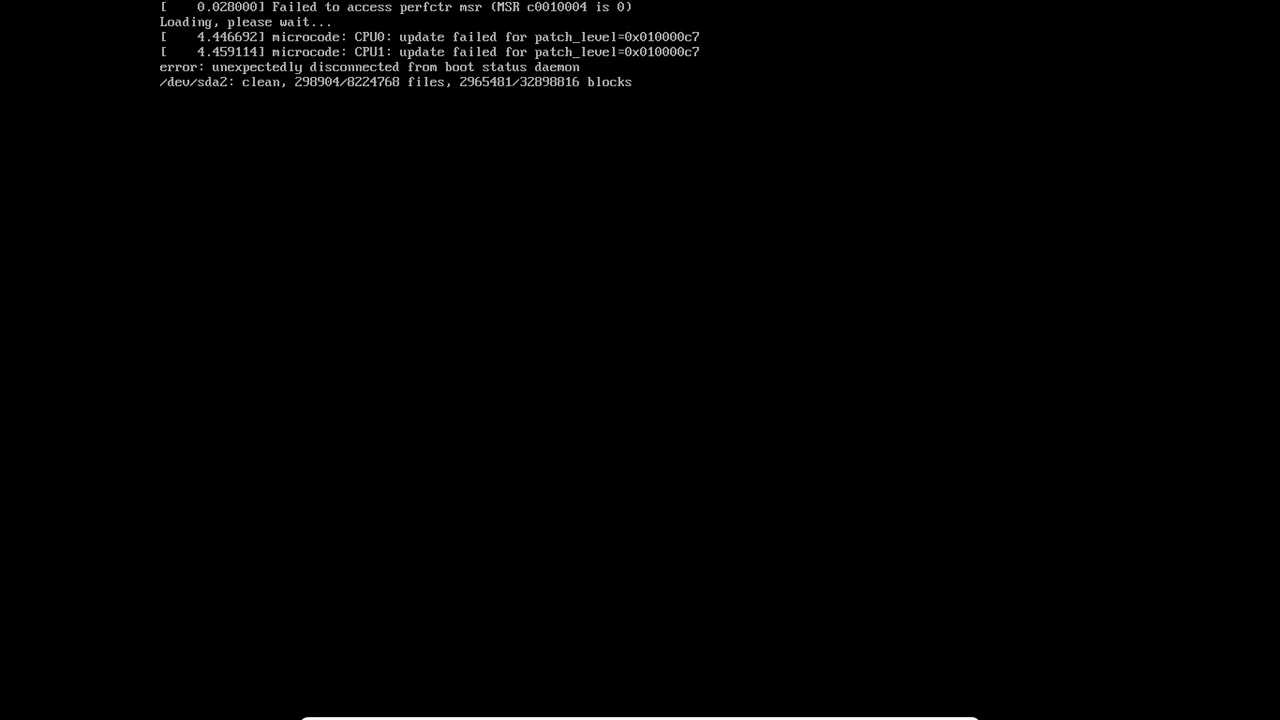 [    0.028000] Failed to access perfctr msr (MSR c0010004 is 0)
Loading, please wait...
[    4.446692] microcode: CPU0: update failed for patch_level=0x010000c7
[    4.459114] microcode: CPU1: update failed for patch_level=0x010000c7
error: unexpectedly disconnected from boot status daemon
/dev/sda2: clean, 298904/8224768 files, 2965481/32898816 blocks